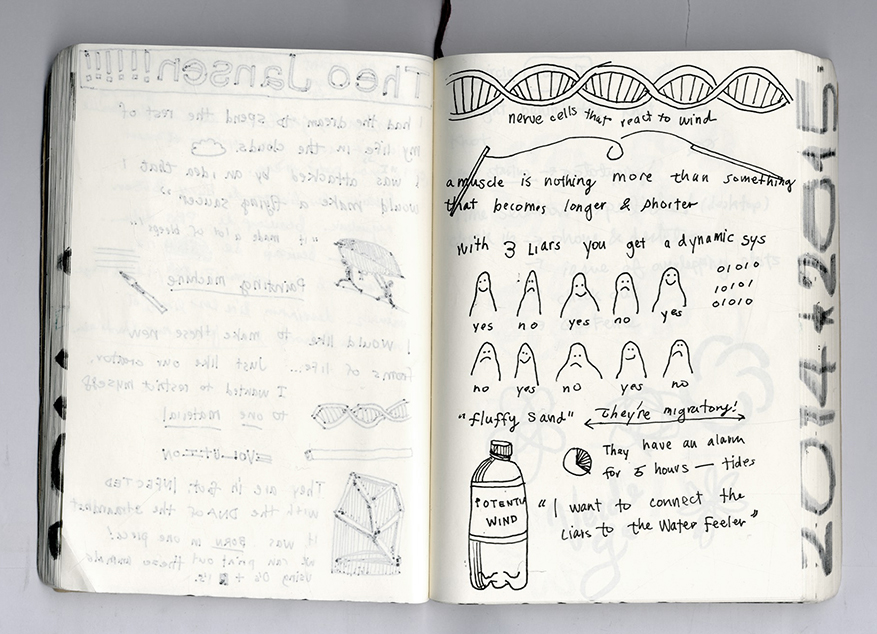 Theo Jansen!!!!!!!
I had the dream to spend the rest of
my life in the clouds.
I was attacked by an idea that I
would make a flying saucer"
"it made a lot of bleeps
Painting machine
I would like to make these new
froms of life... Just like our creator,
I wanted to restrict myself
to one material
EVOLUTION
They are in fact INFECTED
with the DNA of the
it was BORN in one piece!
we can print out these animals
using + 1's.
nerve cells that react to wind
a muscle is nothing more than something
that becomes longer & shorter
with 3 Liars you get a dynamic sys
01010
10101
01010
yes no yes no yes
no yes no yes no
"fluffy sand" They're migratory!
They have an alarm
for 5 hours — tides
POTENTI
WIND
"I want to connect the
Liars to the Water Feeler"
2014 2015